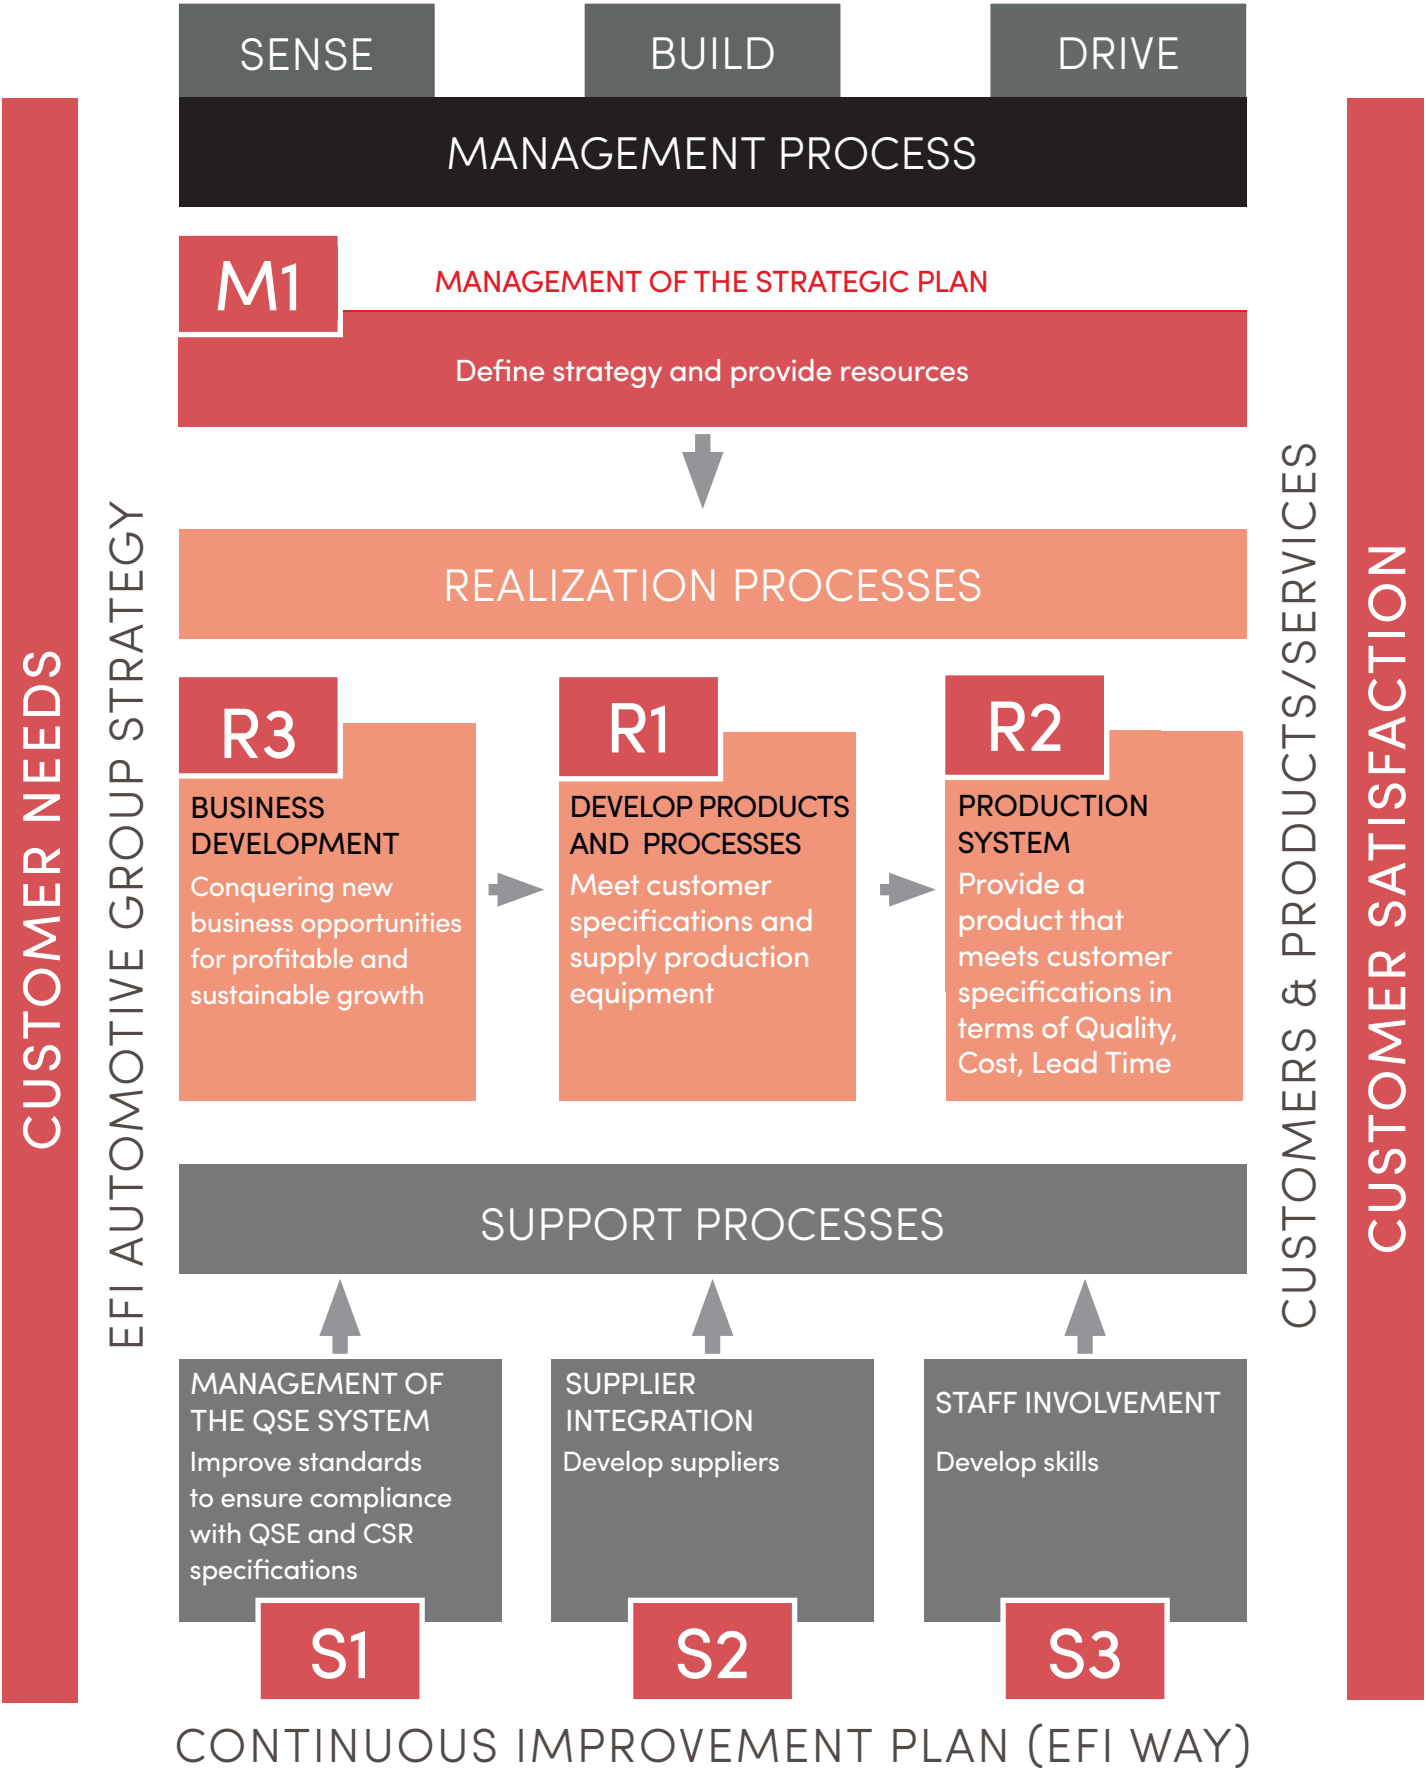 SENSE
BUILD
DRIVE
MANAGEMENT PROCESS
M1
MANAGEMENT OF THE STRATEGIC PLAN
Define strategy and provide resources
CUSTOMER NEEDS
EFI AUTOMOTIVE GROUP STRATEGY
REALIZATION PROCESSES
R3
BUSINESS
DEVELOPMENT
Conquering new
business opportunities
for profitable and
sustainable growth
R1
DEVELOP PRODUCTS
AND PROCESSES
Meet customer
specifications and
supply production
equipment
R2
PRODUCTION
SYSTEM
Provide a
product that
meets customer
specifications in
terms of Quality,
Cost, Lead Time
CUSTOMERS & PRODUCTS/SERVICES
CUSTOMER SATISFACTION
SUPPORT PROCESSES
MANAGEMENT OF
THE QSE SYSTEM
Improve standards
to ensure compliance
with QSE and CSR
specifications
S1
SUPPLIER
INTEGRATION
Develop suppliers
S2
STAFF INVOLVEMENT
Develop skills
S3
CONTINUOUS IMPROVEMENT PLAN (EFI WAY)